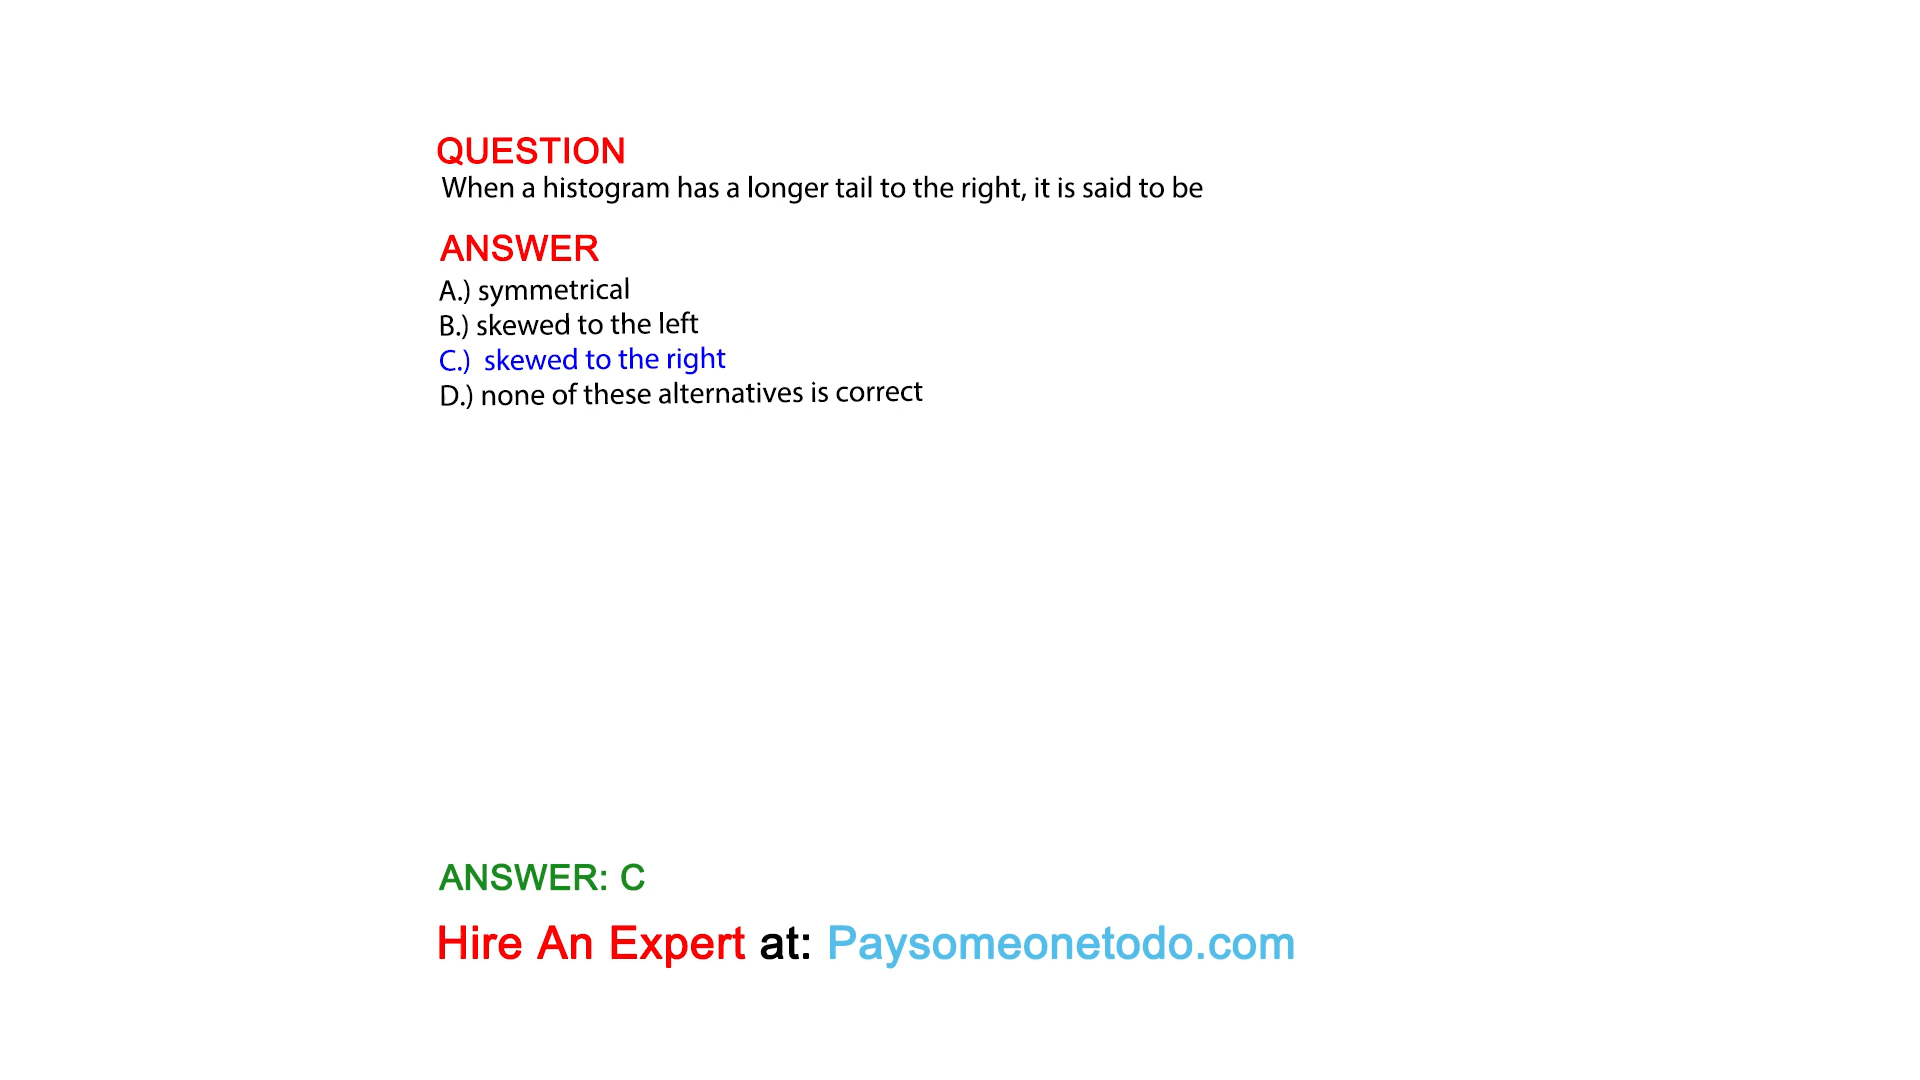 QUESTION
When a histogram has a longer tail to the right, it is said to be
ANSWER
A.) symmetrical
B.) skewed to the left
C.) skewed to the right
D.) none of these alternatives is correct
ANSWER: C
Hire An Expert at: Paysomeonetodo.com